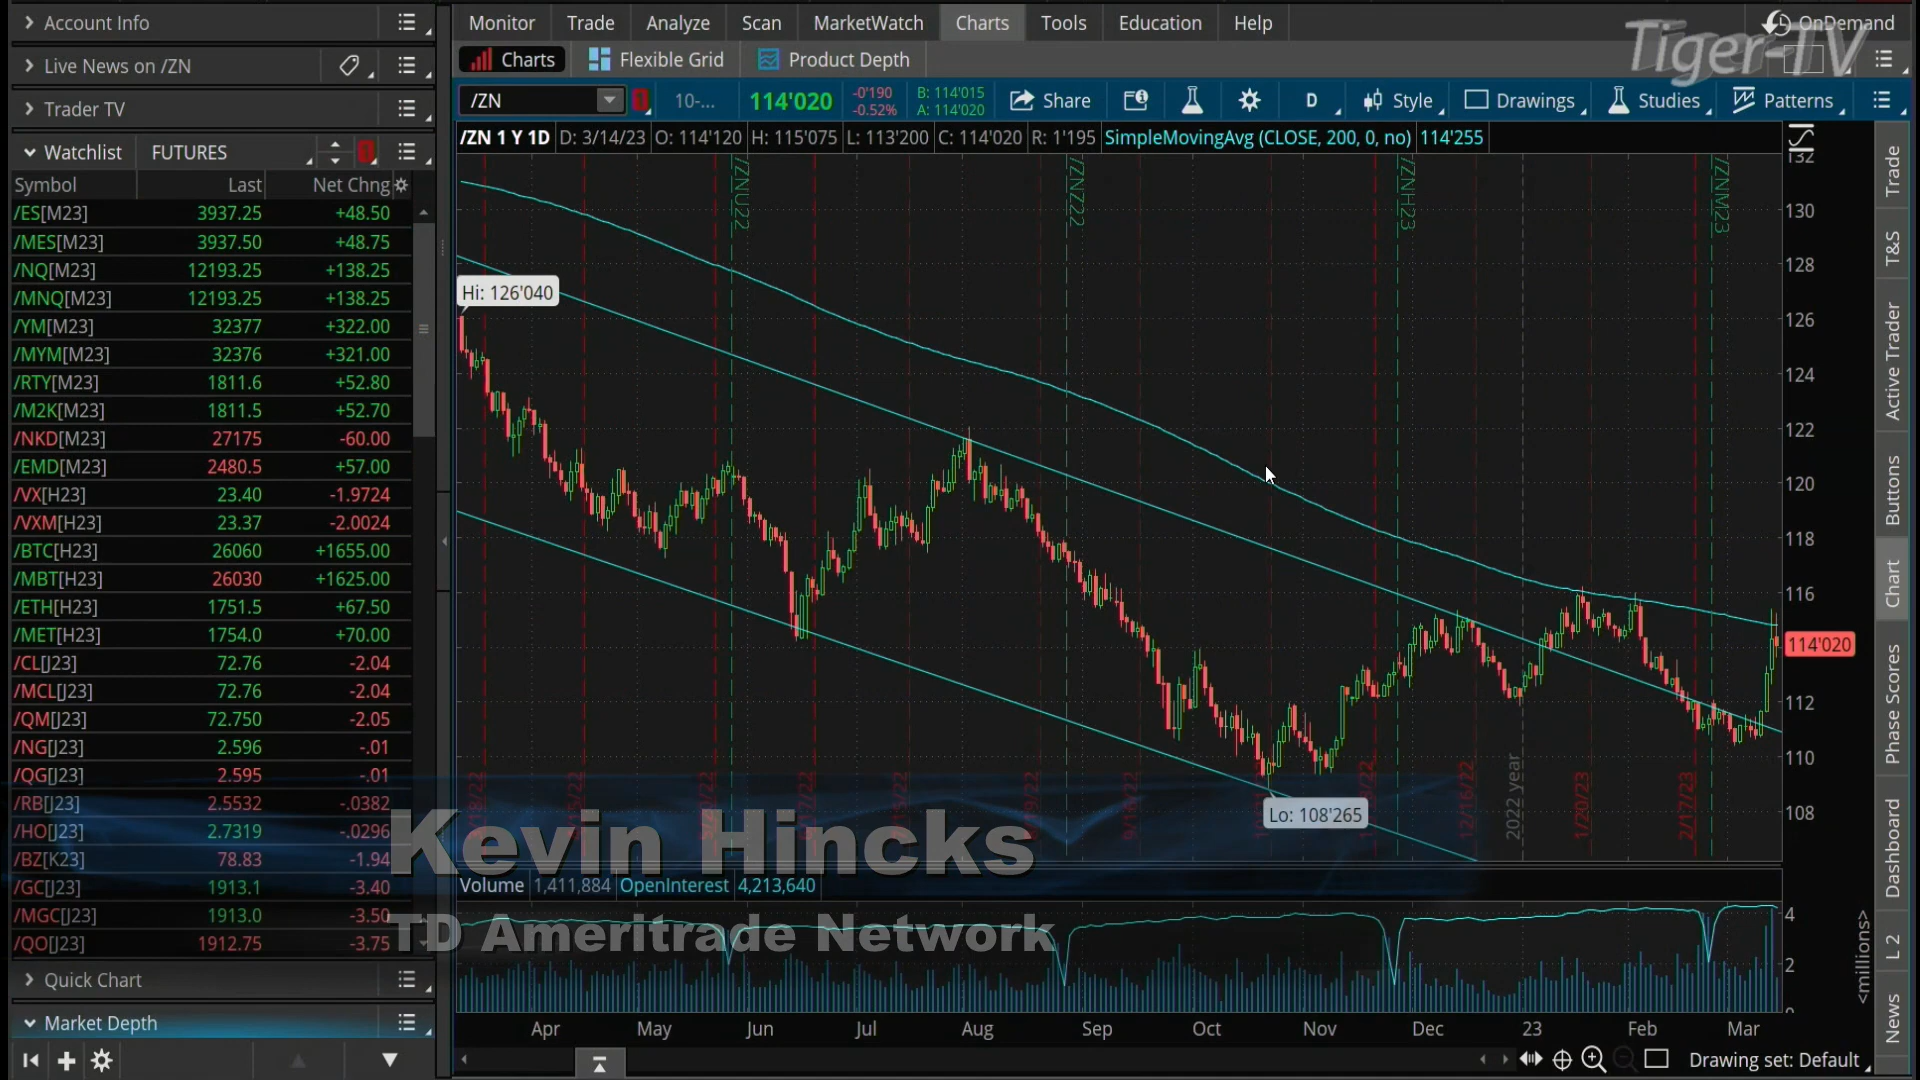 Account Info
Live News on /ZN
Trader TV
Watchlist FUTURES
Symbol Last Net Chng
/ES[M23] 3937.25 +48.50
/MES[M23] 3937.50 +48.75
/NQ[M23] 12193.25 +138.25
/MNQ[M23] 12193.25 +138.25
/YM[M23] 32377 +322.00
/MYM[M23] 32376 +321.00
/RTY[M23] 1811.6 +52.80
/M2K[M23] 1811.5 +52.70
/NKD[M23] 27175 -60.00
/EMD[M23] 2480.5 +57.00
/VX[H23] 23.40 -1.9724
/VXM[H23] 23.37 -2.0024
/BTC[H23] 26060 +1655.00
/MBT[H23] 26030 +1625.00
/ETH[H23] 1751.5 +67.50
/MET[H23] 1754.0 +70.00
/CL[J23] 72.76 -2.04
/MCL[J23] 72.76 -2.04
/QM[J23] 72.750 -2.05
/NG[J23] 2.596 -.01
/QG[J23] 2.595 -.01
/RB[J23] 2.5532 -.0382
/HO[J23] 2.7319 -.0296
/BZ[K23] 78.83 -1.94
/GC[J23] 1913.1 -3.40
/MGC[J23] 1913.0 -3.50
/QO[J23] 1912.75 -3.75
Quick Chart
Market Depth
Monitor Trade Analyze Scan MarketWatch Charts Tools Education Help
OnDemand
Tiger-TV
Charts Flexible Grid Product Depth
/ZN 10-... 114'020 -0'190 -0.52% B: 114'015 A: 114'020 Share D Style Drawings Studies Patterns
/ZN 1 Y 1D D: 3/14/23 O: 114'120 H: 115'075 L: 113'200 C: 114'020 R: 1'195 SimpleMovingAvg (CLOSE, 200, 0, no) 114'255
/ZNU22
/ZNZ22
/ZNH23
/ZNM23
Hi: 126'040
Lo: 108'265
132
130
128
126
124
122
120
118
116
114'020
112
110
108
12/16/22
2022 year
1/20/23
2/17/23
Kevin Hincks
TD Ameritrade Network
Volume 1,411,884 OpenInterest 4,213,640
4
2
0
<millions>
Apr May Jun Jul Aug Sep Oct Nov Dec 23 Feb Mar
Drawing set: Default
Trade
T&S
Active Trader
Buttons
Chart
Phase Scores
Dashboard
L 2
News